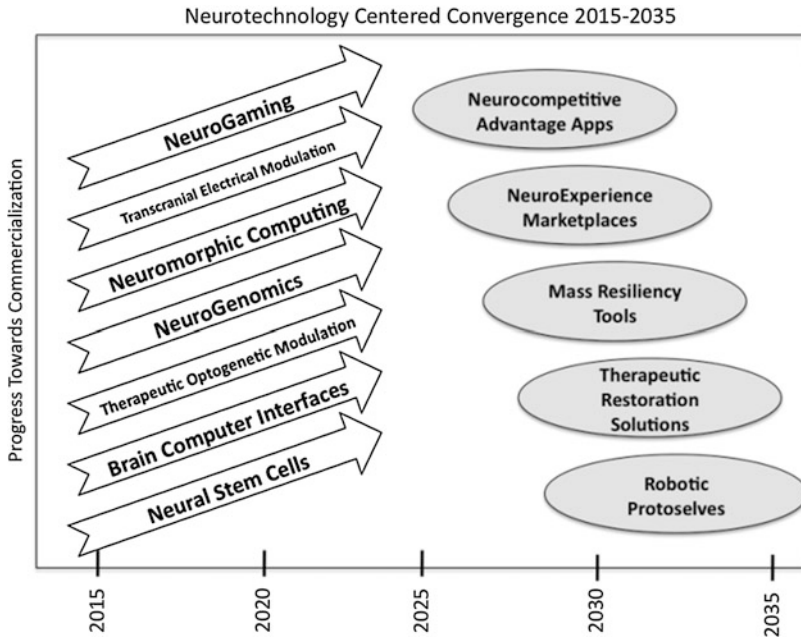 Neurotechnology Centered Convergence 2015-2035
Progress Towards Commercialization
NeuroGaming
Transcranial Electrical Modulation
Neuromorphic Computing
NeuroGenomics
Therapeutic Optogenetic Modulation
Brain Computer Interfaces
Neural Stem Cells
Neurocompetitive
Advantage Apps
NeuroExperience
Marketplaces
Mass Resiliency
Tools
Therapeutic
Restoration
Solutions
Robotic
Protoselves
2015
2020
2025
2030
2035